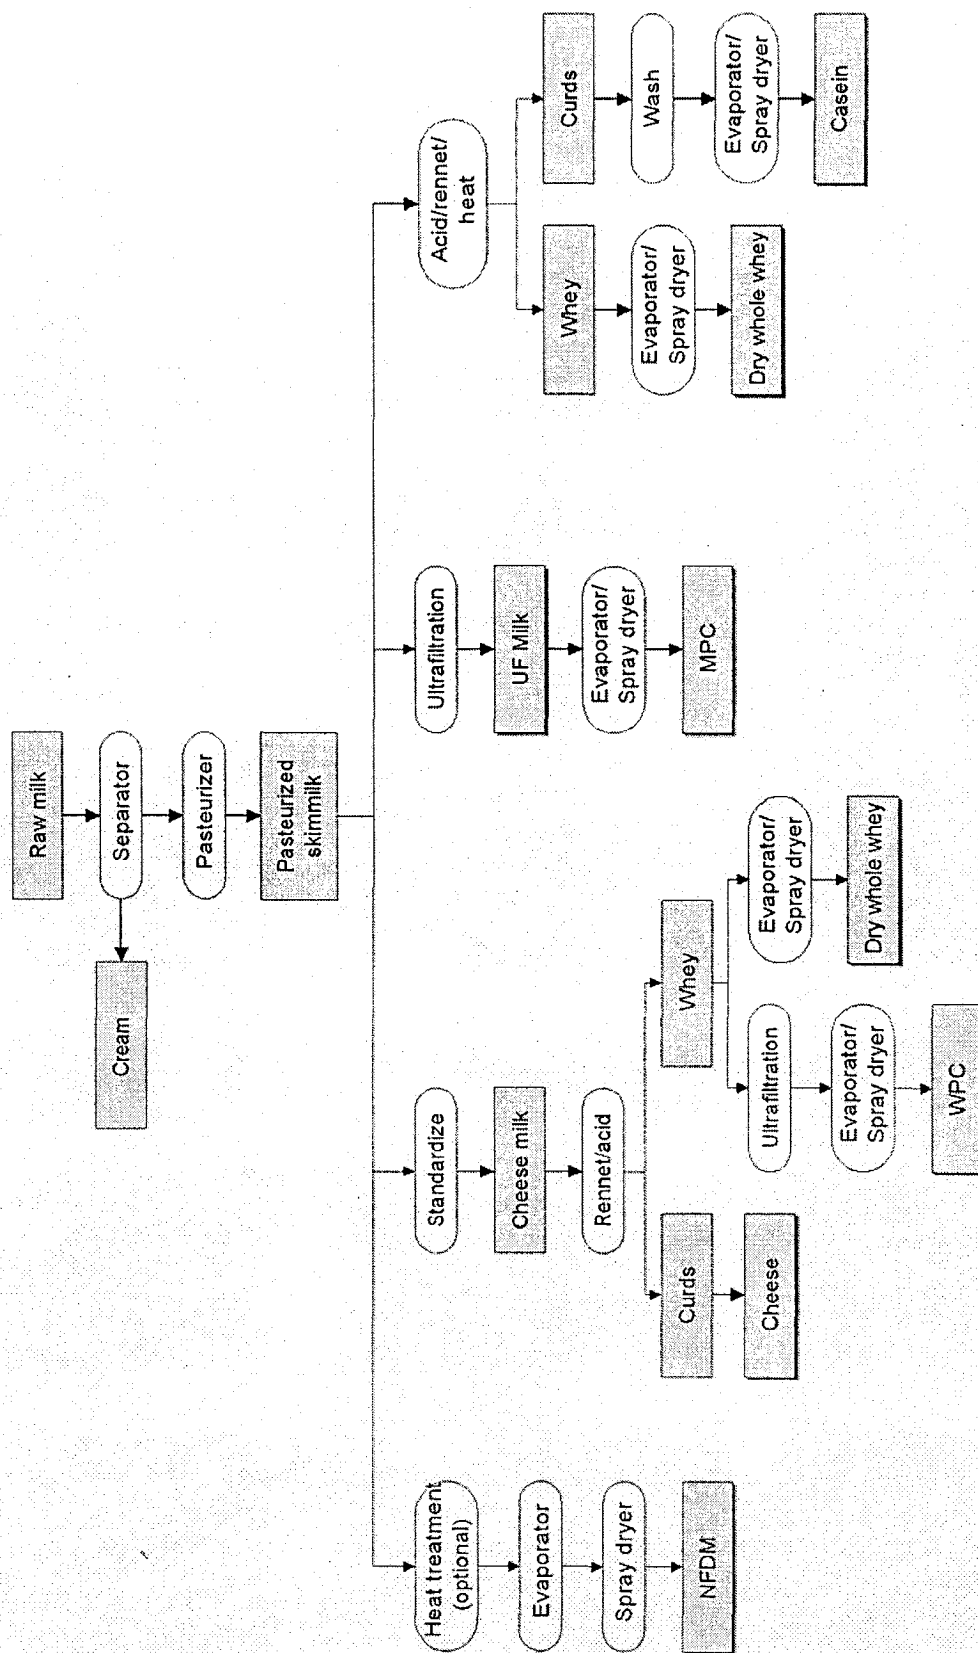 Raw milk
Separator
Cream
Pasteurizer
Pasteurized
skimmilk
Heat treatment
(optional)
Evaporator
Spray dryer
NFDM
Standardize
Cheese milk
Rennet/acid
Curds
Cheese
Whey
Ultrafiltration
Evaporator/
Spray dryer
WPC
Evaporator/
Spray dryer
Dry whole whey
Ultrafiltration
UF Milk
Evaporator/
Spray dryer
MPC
Acid/rennet/
heat
Whey
Evaporator/
Spray dryer
Dry whole whey
Curds
Wash
Evaporator/
Spray dryer
Casein